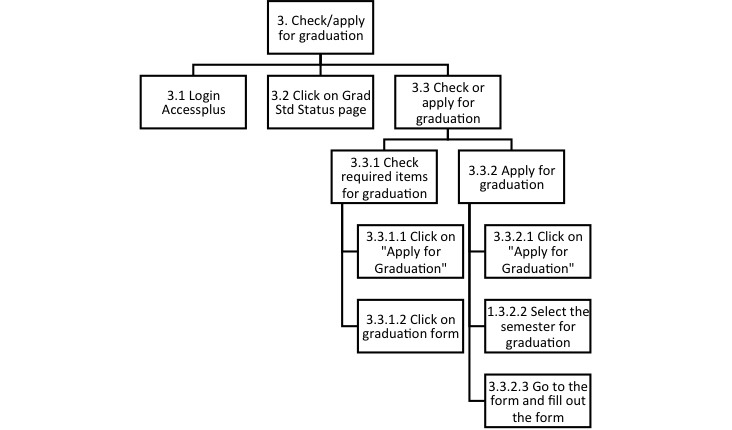 3. Check/apply
for graduation
3.1 Login
Accessplus
3.2 Click on Grad
Std Status page
3.3 Check or
apply for
graduation
3.3.1 Check
required items
for graduation
3.3.2 Apply for
graduation
3.3.1.1 Click on
"Apply for
Graduation"
3.3.2.1 Click on
"Apply for
Graduation"
3.3.1.2 Click on
graduation form
1.3.2.2 Select the
semester for
graduation
3.3.2.3 Go to the
form and fill out
the form